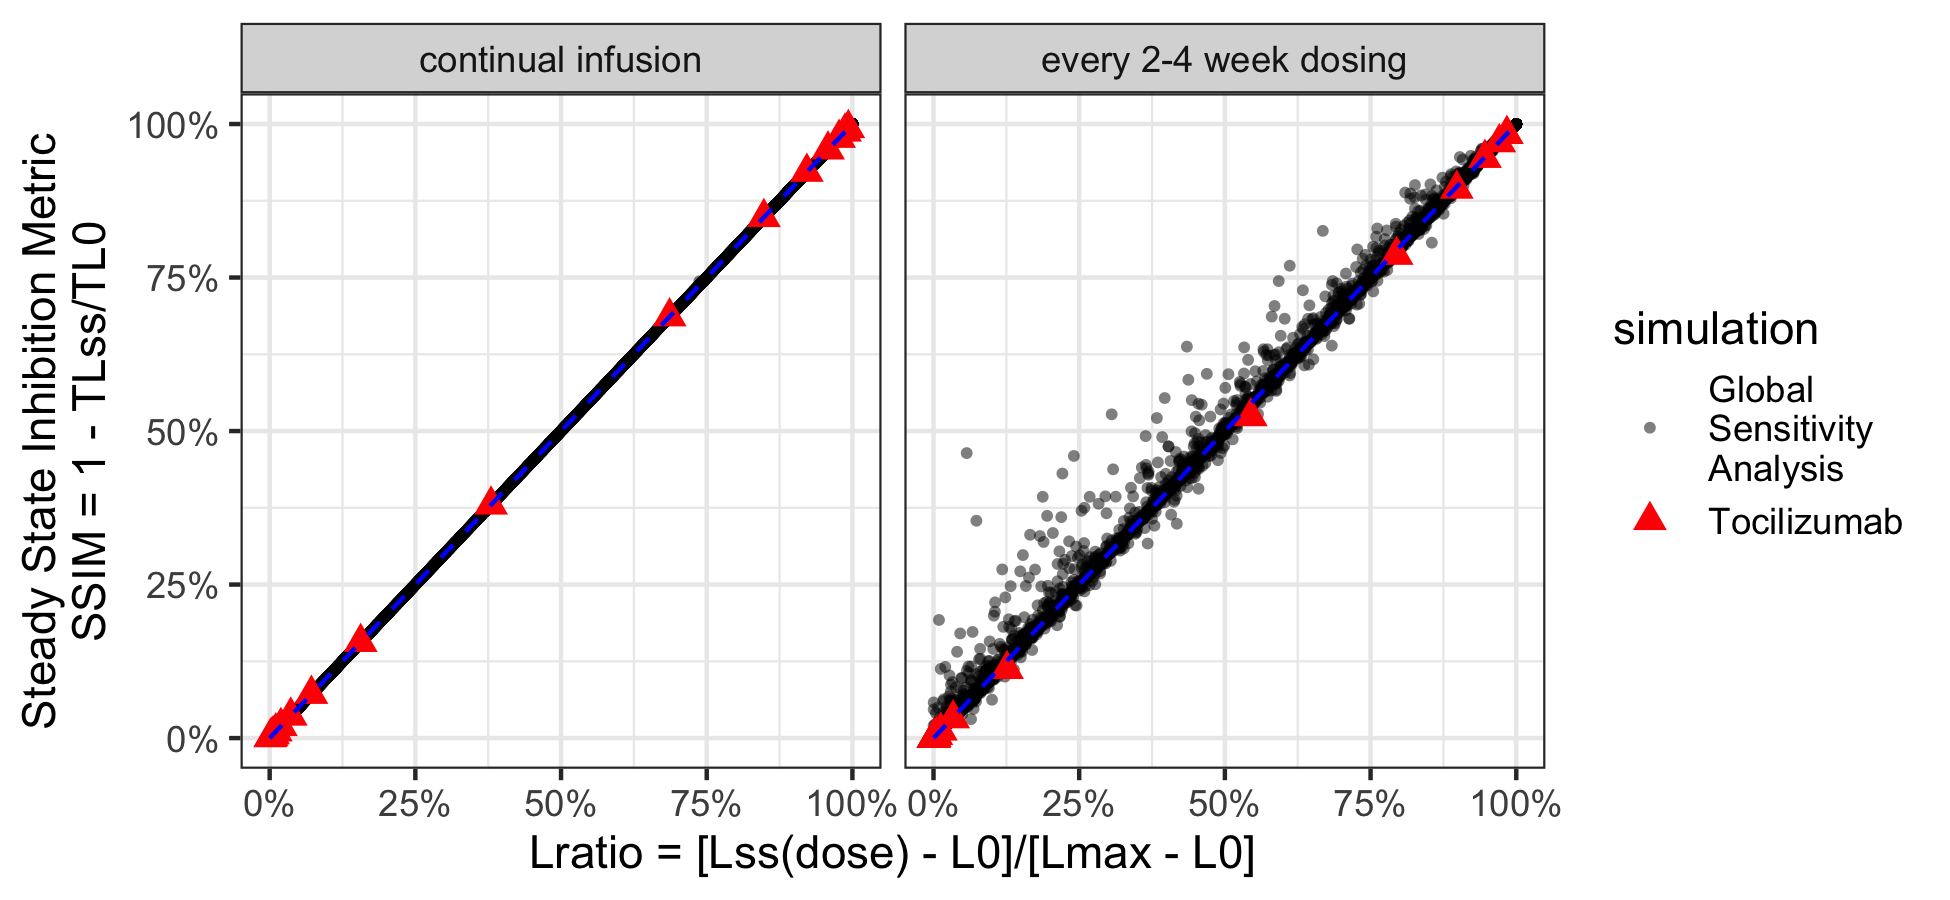 continual infusion
every 2-4 week dosing
Steady State Inhibition Metric
SSIM = 1 - TLss/TL0
100%
75%
50%
25%
0%
0%
25%
50%
75%
100%
0%
25%
50%
75%
100%
Lratio = [Lss(dose) - L0]/[Lmax - L0]
simulation
Global
Sensitivity
Analysis
Tocilizumab